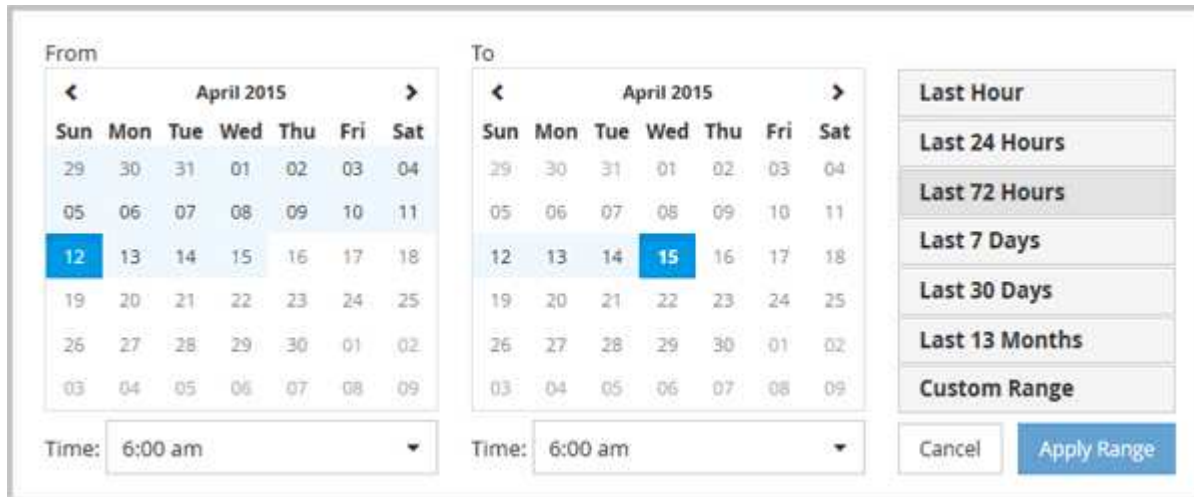 From
April 2015
Sun Mon Tue Wed Thu Fri Sat
29 30 31 01 02 03 04
05 06 07 08 09 10 11
12 13 14 15 16 17 18
19 20 21 22 23 24 25
26 27 28 29 30 01 02
03 04 05 06 07 08 09
Time: 6:00 am
To
April 2015
Sun Mon Tue Wed Thu Fri Sat
29 30 31 01 02 03 04
05 06 07 08 09 10 11
12 13 14 15 16 17 18
19 20 21 22 23 24 25
26 27 28 29 30 01 02
03 04 05 06 07 08 09
Time: 6:00 am
Last Hour
Last 24 Hours
Last 72 Hours
Last 7 Days
Last 30 Days
Last 13 Months
Custom Range
Cancel Apply Range